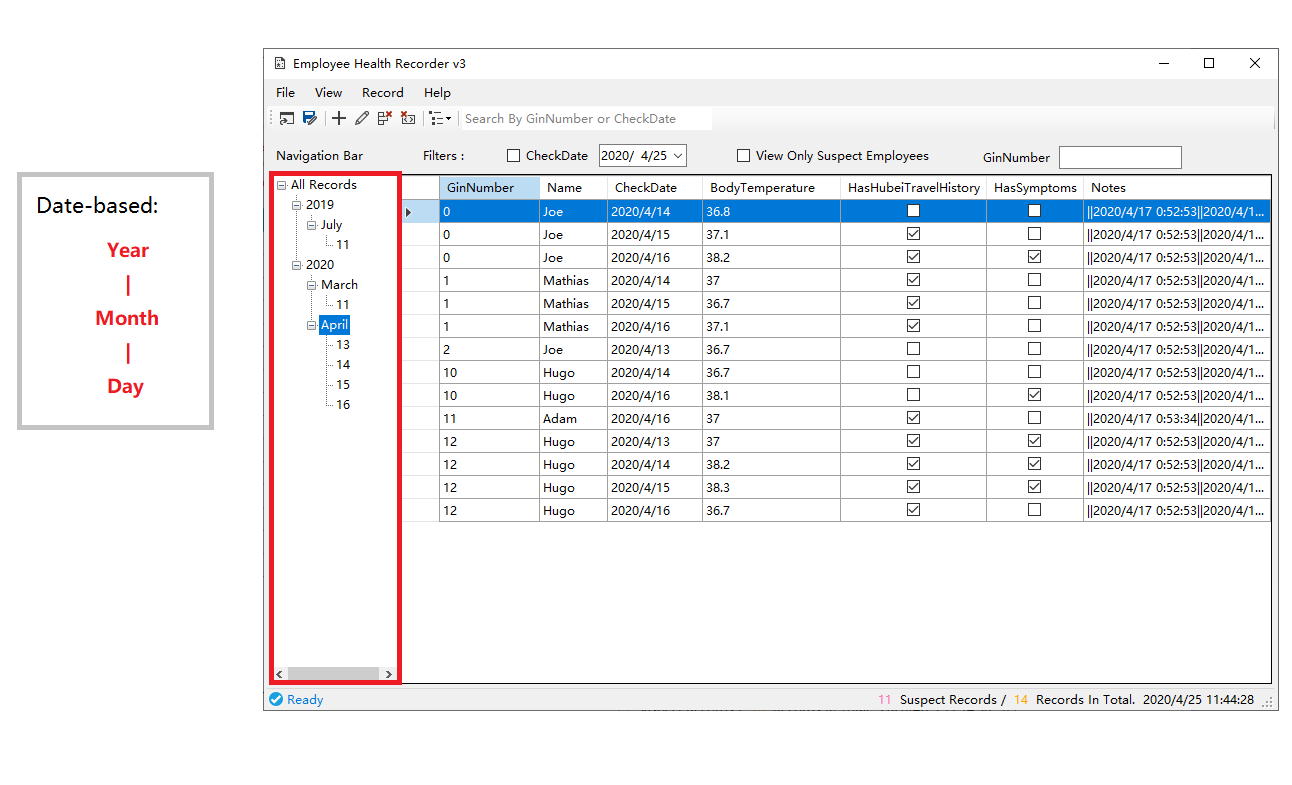 Date-based:
Year
|
Month
|
Day
Employee Health Recorder v3
File View Record Help
Search By GinNumber or CheckDate
Navigation Bar Filters : CheckDate 2020/ 4/25 View Only Suspect Employees GinNumber
All Records
2019
July
11
2020
March
11
April
13
14
15
16
GinNumber Name CheckDate BodyTemperature HasHubeiTravelHistory HasSymptoms Notes
0 Joe 2020/4/14 36.8 ||2020/4/17 0:52:53||2020/4/1...
0 Joe 2020/4/15 37.1 ||2020/4/17 0:52:53||2020/4/1...
0 Joe 2020/4/16 38.2 ||2020/4/17 0:52:53||2020/4/1...
1 Mathias 2020/4/14 37 ||2020/4/17 0:52:53||2020/4/1...
1 Mathias 2020/4/15 36.7 ||2020/4/17 0:52:53||2020/4/1...
1 Mathias 2020/4/16 37.1 ||2020/4/17 0:52:53||2020/4/1...
2 Joe 2020/4/13 36.7 ||2020/4/17 0:52:53||2020/4/1...
10 Hugo 2020/4/14 36.7 ||2020/4/17 0:52:53||2020/4/1...
10 Hugo 2020/4/16 38.1 ||2020/4/17 0:52:53||2020/4/1...
11 Adam 2020/4/16 37 ||2020/4/17 0:53:34||2020/4/1...
12 Hugo 2020/4/13 37 ||2020/4/17 0:52:53||2020/4/1...
12 Hugo 2020/4/14 38.2 ||2020/4/17 0:52:53||2020/4/1...
12 Hugo 2020/4/15 38.3 ||2020/4/17 0:52:53||2020/4/1...
12 Hugo 2020/4/16 36.7 ||2020/4/17 0:52:53||2020/4/1...
Ready 11 Suspect Records / 14 Records In Total. 2020/4/25 11:44:28